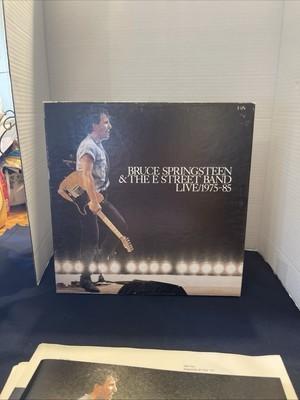 BRUCE SPRINGSTEEN
& THE E STREET BAND
LIVE/1975-85